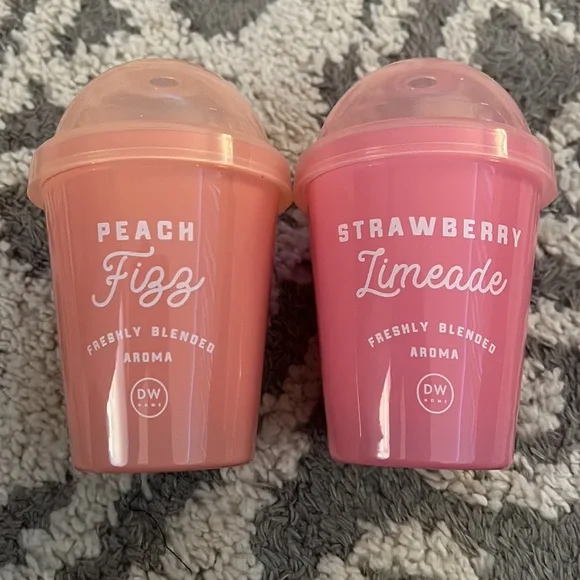 PEACH
Fizz
FRESHLY BLENDED
AROMA
DW
HOME
STRAWBERRY
Limeade
FRESHLY BLENDED
AROMA
DW
HOME